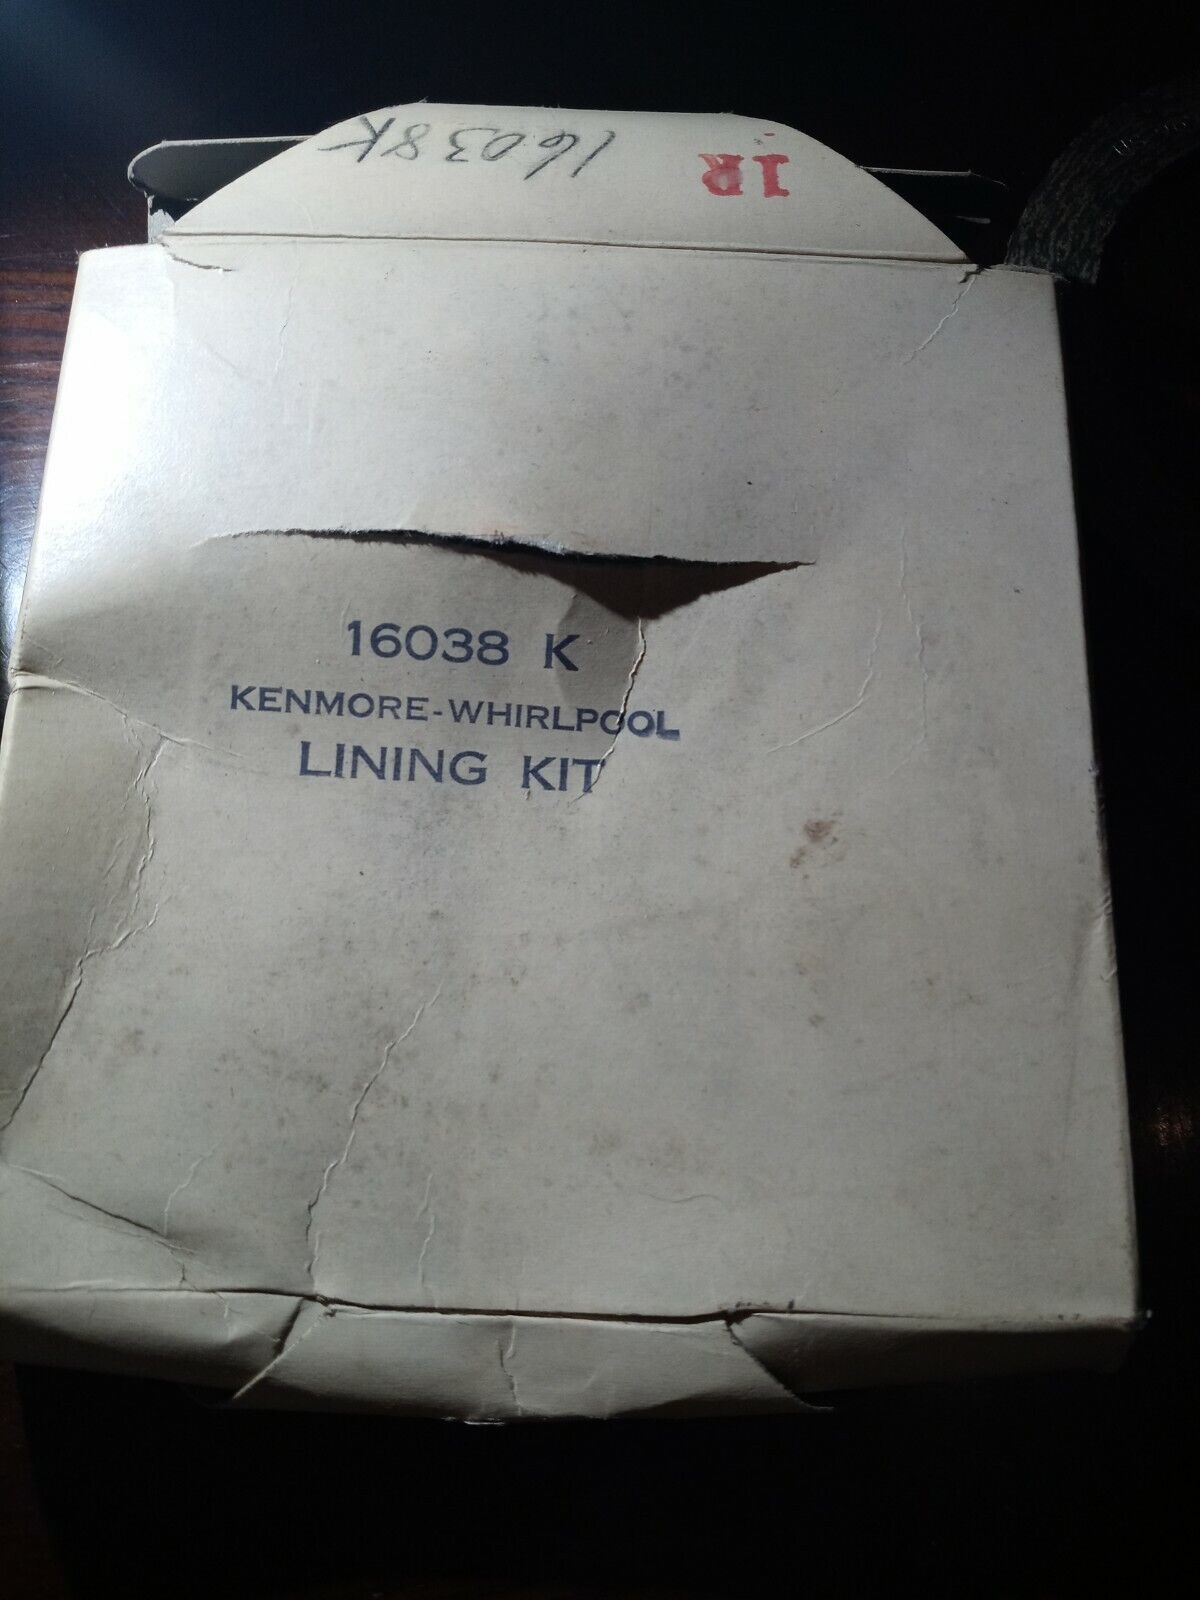 16038K
1R
16038 K
KENMORE-WHIRLPOOL
LINING KIT